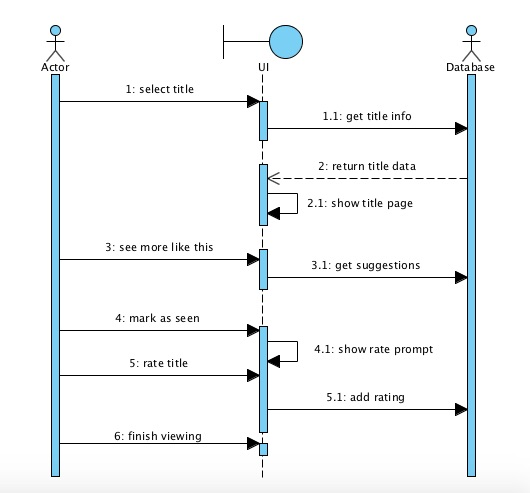 Actor
UI
Database
1: select title
1.1: get title info
2: return title data
2.1: show title page
3: see more like this
3.1: get suggestions
4: mark as seen
4.1: show rate prompt
5: rate title
5.1: add rating
6: finish viewing